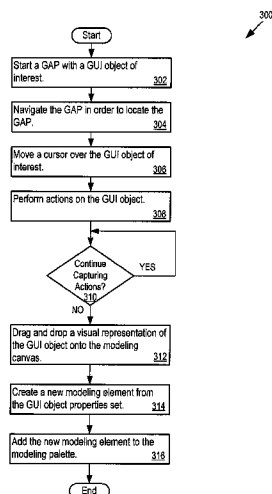 300
Start
Start a GAP with a GUI object of
interest.
302
Navigate the GAP in order to locate the
GAP.
304
Move a cursor over the GUI object of
interest.
306
Perform actions on the GUI object.
308
Continue
Capturing
Actions?
310
YES
NO
Drag and drop a visual representation of
the GUI object onto the modeling
canvas.
312
Create a new modeling element from
the GUI object properties set.
314
Add the new modeling element to the
modeling palette.
316
End